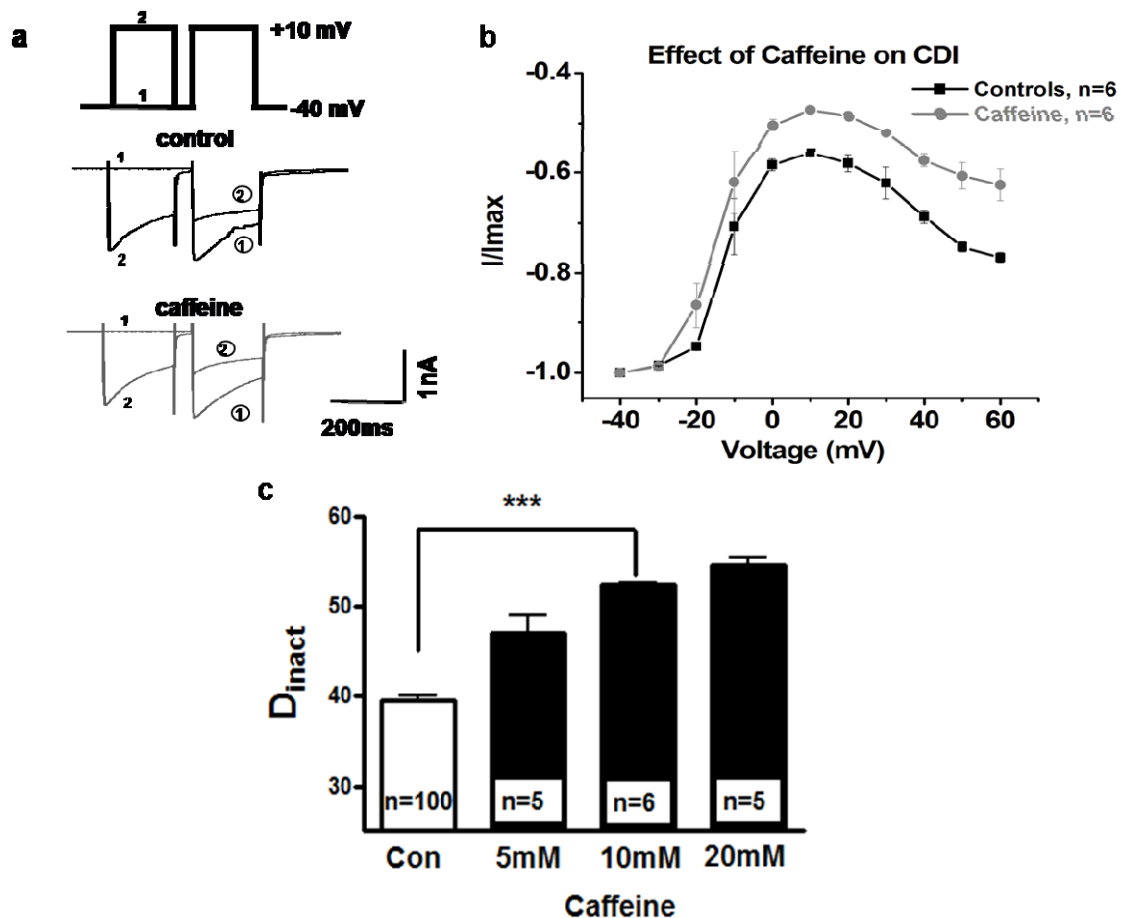 a
2
+10 mV
1
-40 mV
control
1
2
2
1
caffeine
1
2
2
1
1nA
200ms
b
Effect of Caffeine on CDI
Controls, n=6
Caffeine, n=6
-0.4
-0.6
-0.8
-1.0
I/Imax
-40 -20 0 20 40 60
Voltage (mV)
c
***
60
50
40
30
Dinact
n=100 n=5 n=6 n=5
Con 5mM 10mM 20mM
Caffeine